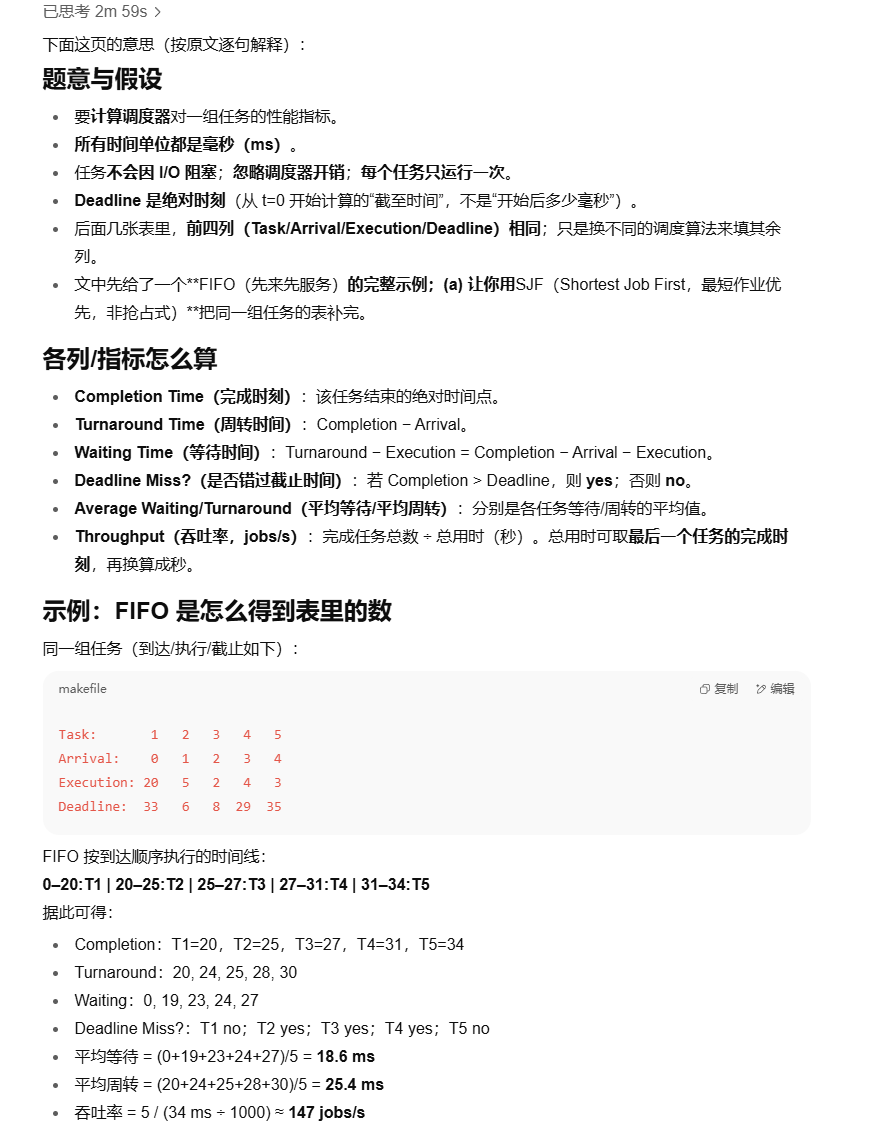 已思考 2m 59s >
下面这页的意思（按原文逐句解释）：
题意与假设
• 要计算调度器对一组任务的性能指标。
• 所有时间单位都是毫秒（ms）。
• 任务不会因 I/O 阻塞；忽略调度器开销；每个任务只运行一次。
• Deadline 是绝对时刻（从 t=0 开始计算的“截至时间”，不是“开始后多少毫秒”）。
• 后面几张表里，前四列（Task/Arrival/Execution/Deadline）相同；只是换不同的调度算法来填其余
列。
• 文中先给了一个**FIFO（先来先服务）的完整示例；(a) 让你用SJF（Shortest Job First，最短作业优
先，非抢占式）**把同一组任务的表补完。
各列/指标怎么算
• Completion Time（完成时刻）：该任务结束的绝对时间点。
• Turnaround Time（周转时间）：Completion − Arrival。
• Waiting Time（等待时间）：Turnaround − Execution = Completion − Arrival − Execution。
• Deadline Miss?（是否错过截止时间）：若 Completion > Deadline，则 yes；否则 no。
• Average Waiting/Turnaround（平均等待/平均周转）：分别是各任务等待/周转的平均值。
• Throughput（吞吐率，jobs/s）：完成任务总数 ÷ 总用时（秒）。总用时可取最后一个任务的完成时
刻，再换算成秒。
示例：FIFO 是怎么得到表里的数
同一组任务（到达/执行/截止如下）：
makefile 复制 编辑
Task: 1 2 3 4 5
Arrival: 0 1 2 3 4
Execution: 20 5 2 4 3
Deadline: 33 6 8 29 35
FIFO 按到达顺序执行的时间线：
0–20:T1 | 20–25:T2 | 25–27:T3 | 27–31:T4 | 31–34:T5
据此可得：
• Completion：T1=20，T2=25，T3=27，T4=31，T5=34
• Turnaround：20, 24, 25, 28, 30
• Waiting：0, 19, 23, 24, 27
• Deadline Miss?：T1 no；T2 yes；T3 yes；T4 yes；T5 no
• 平均等待 = (0+19+23+24+27)/5 = 18.6 ms
• 平均周转 = (20+24+25+28+30)/5 = 25.4 ms
• 吞吐率 = 5 / (34 ms ÷ 1000) ≈ 147 jobs/s